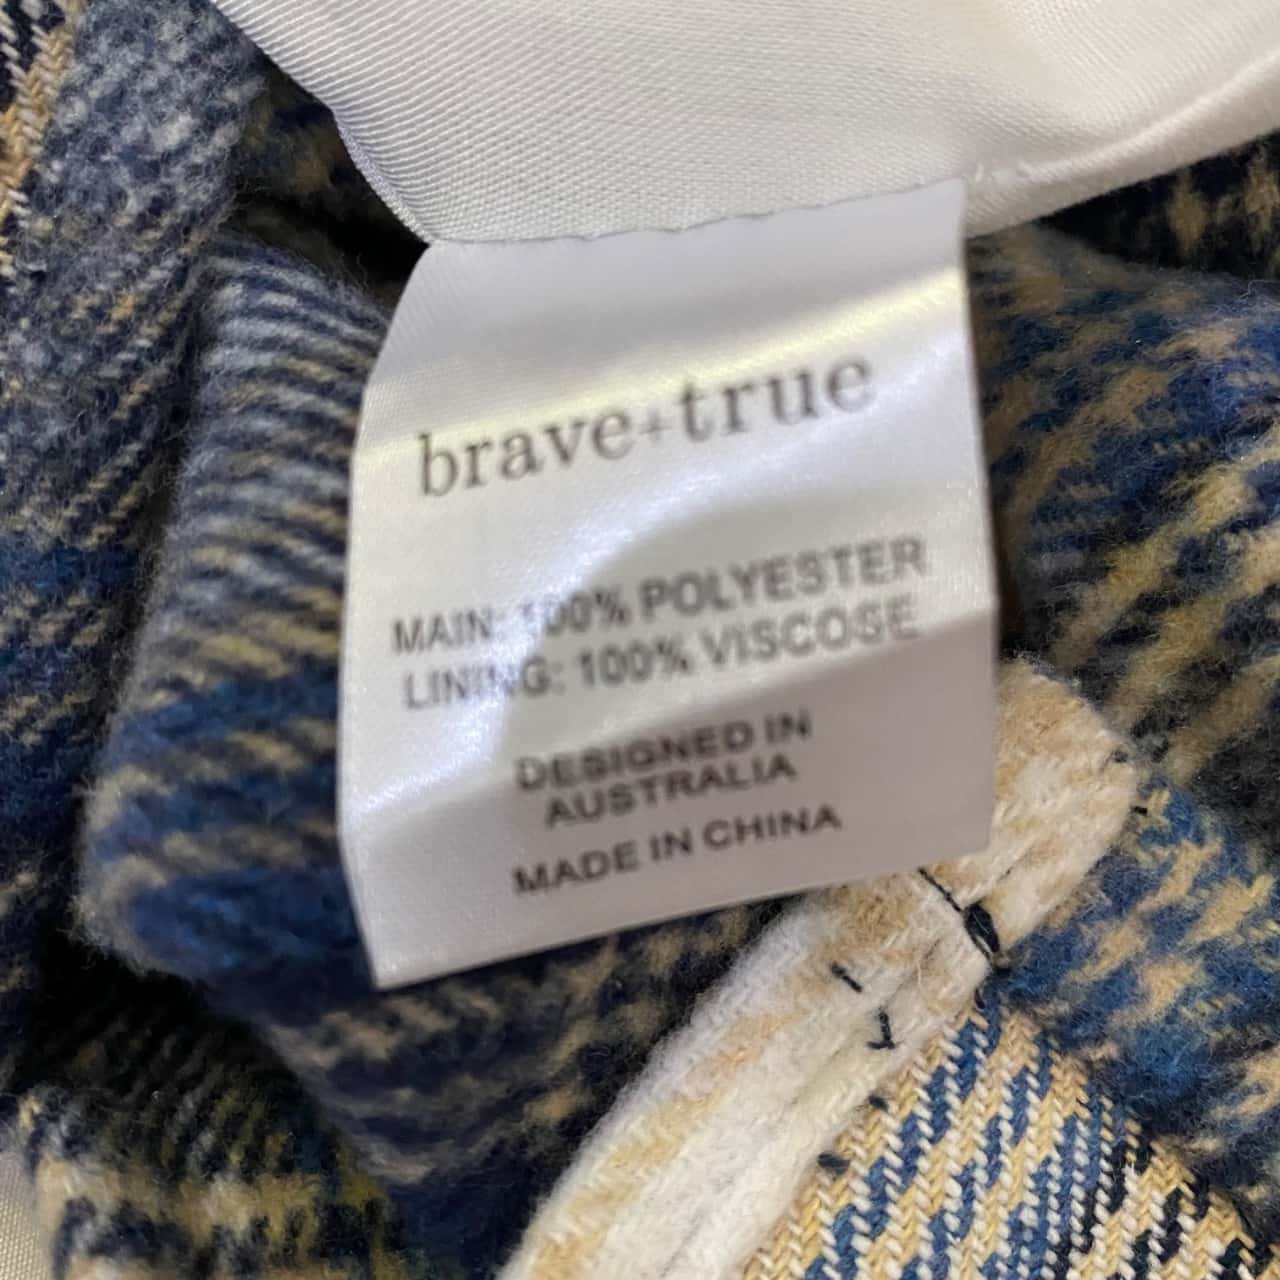 brave+true
MAIN: 100% POLYESTER
LINING: 100% VISCOSE
DESIGNED IN
AUSTRALIA
MADE IN CHINA